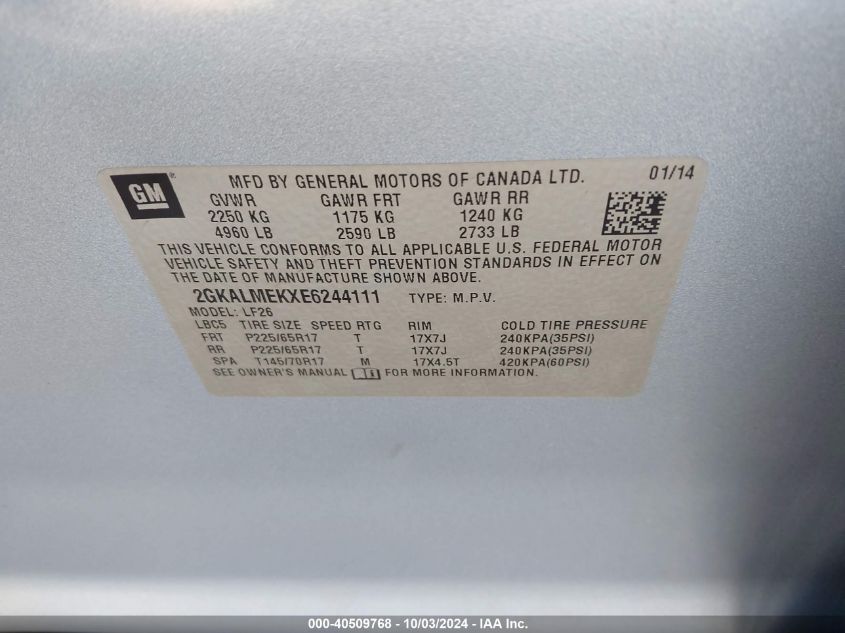 GM ® MFD BY GENERAL MOTORS OF CANADA LTD. 01/14
GVWR GAWR FRT GAWR RR
2250 KG 1175 KG 1240 KG
4960 LB 2590 LB 2733 LB
THIS VEHICLE CONFORMS TO ALL APPLICABLE U.S. FEDERAL MOTOR
VEHICLE SAFETY AND THEFT PREVENTION STANDARDS IN EFFECT ON
THE DATE OF MANUFACTURE SHOWN ABOVE.
2GKALMEKXE6244111 TYPE: M.P.V.
MODEL: LF26
LBC5 TIRE SIZE SPEED RTG RIM COLD TIRE PRESSURE
FRT P225/65R17 T 17X7J 240KPA(35PSI)
RR P225/65R17 T 17X7J 240KPA(35PSI)
SPA T145/70R17 M 17X4.5T 420KPA(60PSI)
SEE OWNER'S MANUAL FOR MORE INFORMATION.
000-40509768 - 10/03/2024 - IAA Inc.